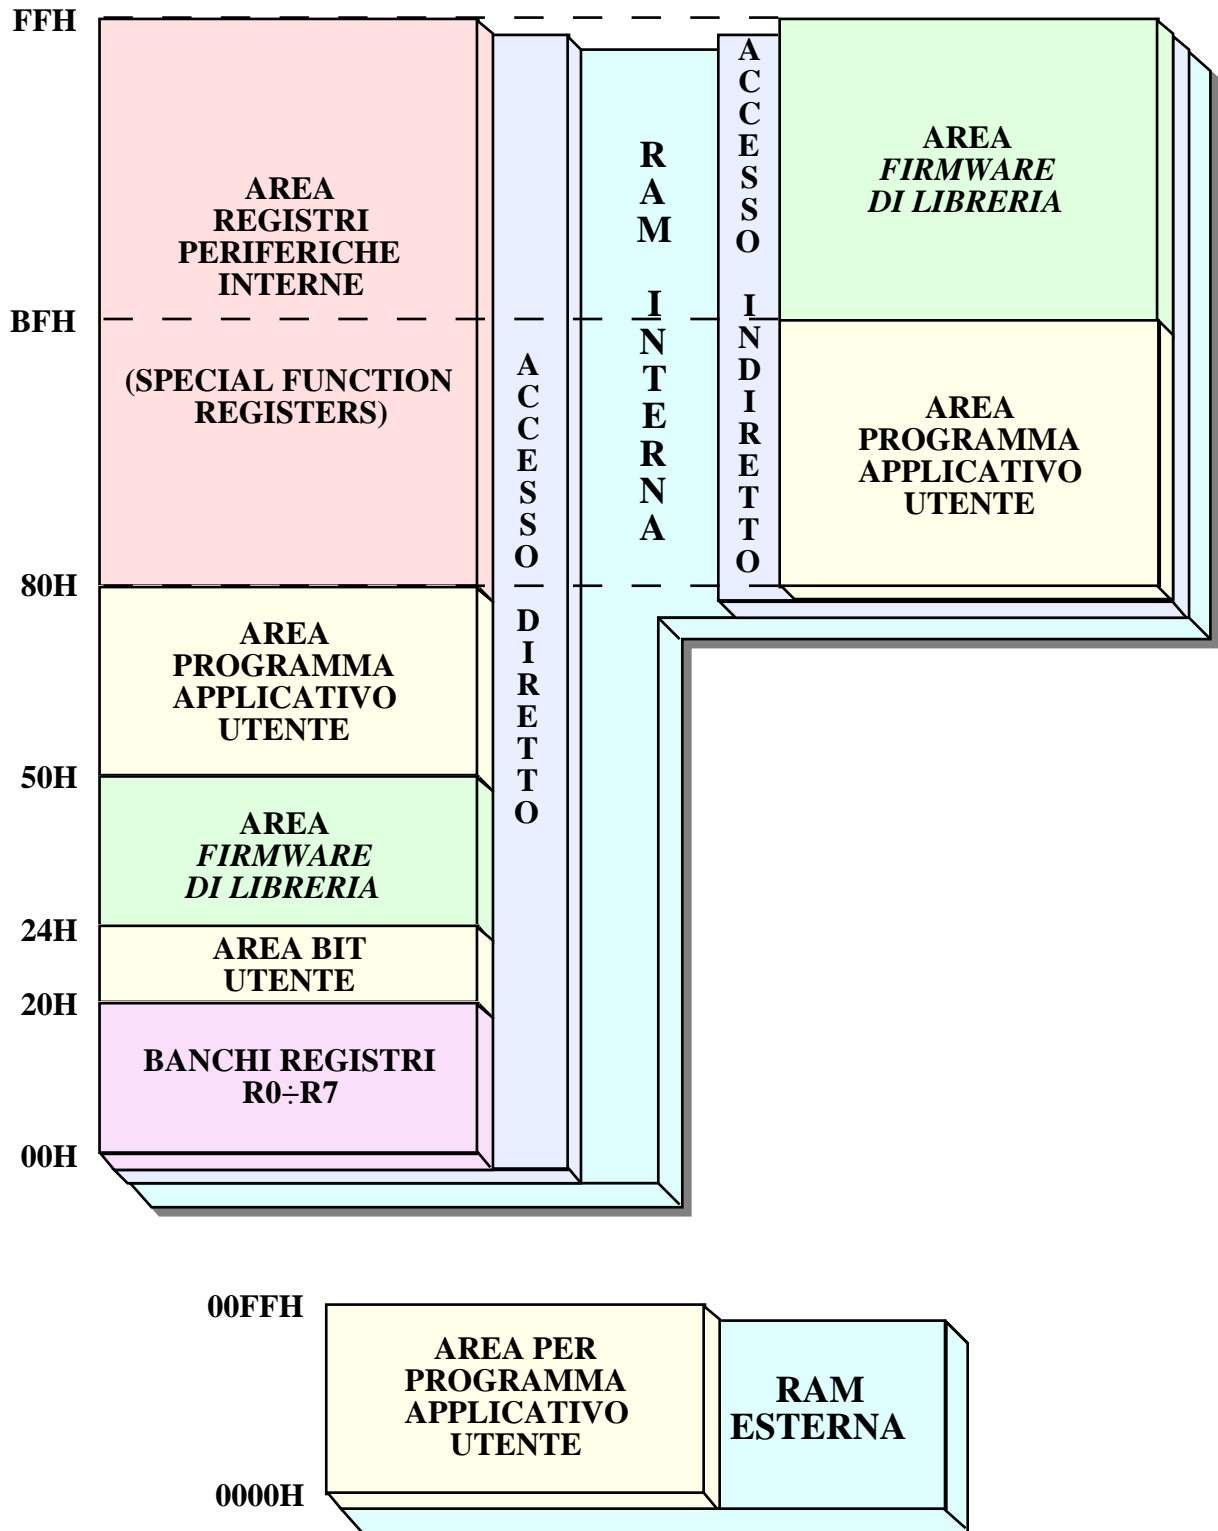 FFH
AREA
REGISTRI
PERIFERICHE
INTERNE
BFH
(SPECIAL FUNCTION
REGISTERS)
80H
AREA
PROGRAMMA
APPLICATIVO
UTENTE
50H
AREA
FIRMWARE
DI LIBRERIA
24H
AREA BIT
UTENTE
20H
BANCHI REGISTRI
R0÷R7
00H
ACCESSO DIRETTO
RAM INTERNA
ACCESSO INDIRETTO
AREA
FIRMWARE
DI LIBRERIA
AREA
PROGRAMMA
APPLICATIVO
UTENTE
00FFH
AREA PER
PROGRAMMA
APPLICATIVO
UTENTE
0000H
RAM
ESTERNA